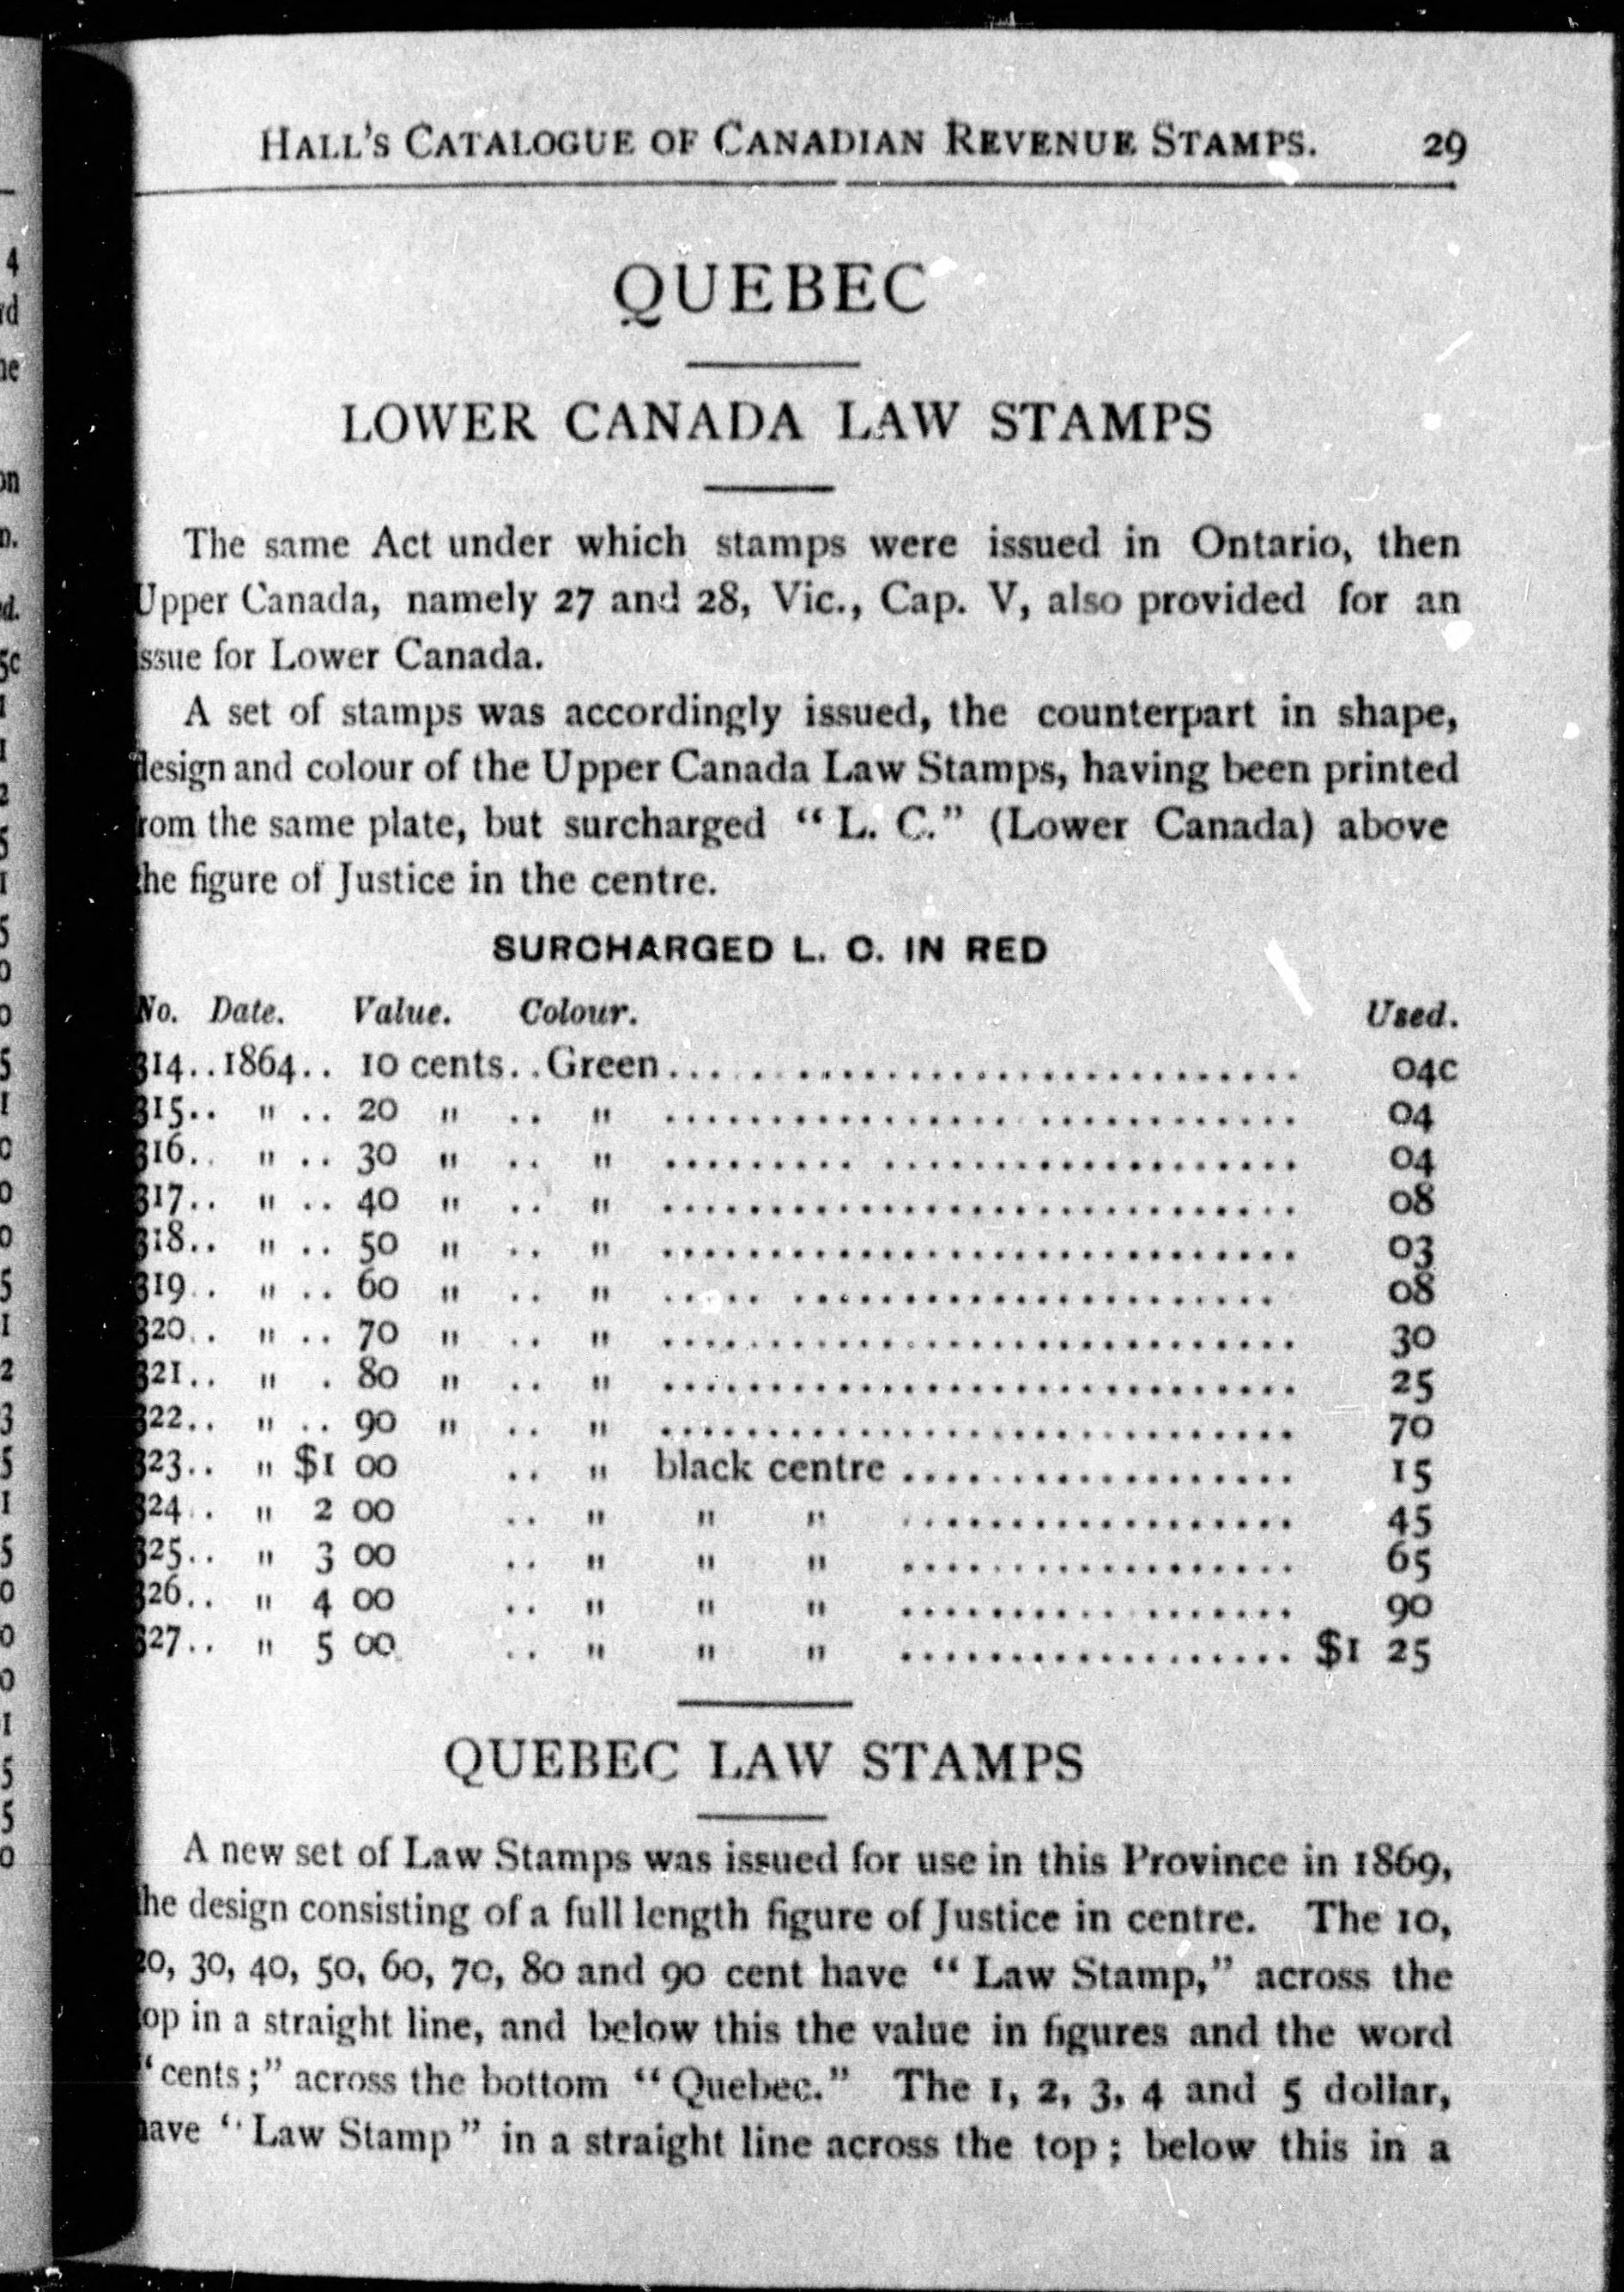 HALL'S CATALOGUE OF CANADIAN REVENUE STAMPS. 29
QUEBEC
LOWER CANADA LAW STAMPS
The same Act under which stamps were issued in Ontario, then
Upper Canada, namely 27 and 28, Vic., Cap. V, also provided for an
issue for Lower Canada.
A set of stamps was accordingly issued, the counterpart in shape,
design and colour of the Upper Canada Law Stamps, having been printed
from the same plate, but surcharged "L. C." (Lower Canada) above
the figure of Justice in the centre.
SURCHARGED L. C. IN RED
No. Date. Value. Colour. Used.
314..1864.. 10 cents..Green.................................... 04c
315.. " .. 20 " .. " .................................... 04
316.. " .. 30 " .. " .................................... 04
317.. " .. 40 " .. " .................................... 08
318.. " .. 50 " .. " .................................... 03
319.. " .. 60 " .. " .................................... 08
320.. " .. 70 " .. " .................................... 30
321.. " . 80 " .. " .................................... 25
322.. " .. 90 " .. " .................................... 70
323.. " $1 00 .. " black centre .................... 15
324.. " 2 00 .. " " " .................... 45
325.. " 3 00 .. " " " .................... 65
326.. " 4 00 .. " " " .................... 90
327.. " 5 00 .. " " " .................... $1 25
QUEBEC LAW STAMPS
A new set of Law Stamps was issued for use in this Province in 1869,
the design consisting of a full length figure of Justice in centre. The 10,
20, 30, 40, 50, 60, 70, 80 and 90 cent have "Law Stamp," across the
top in a straight line, and below this the value in figures and the word
"cents;" across the bottom "Quebec." The 1, 2, 3, 4 and 5 dollar,
have "Law Stamp" in a straight line across the top; below this in a